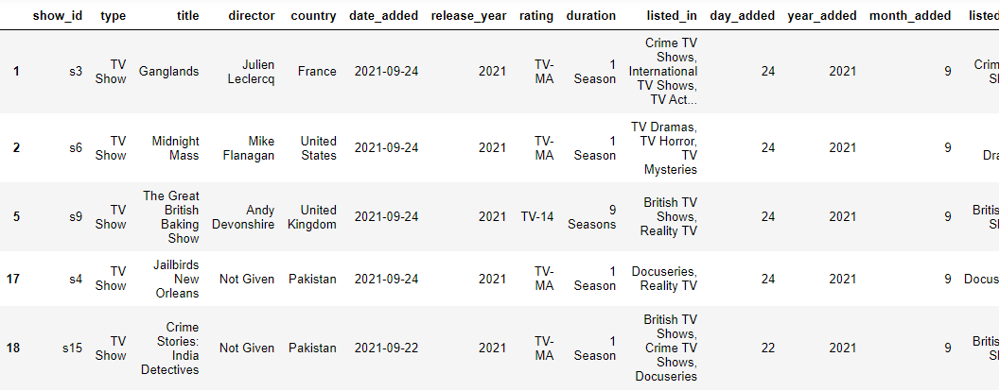 show_id type title director country date_added release_year rating duration listed_in day_added year_added month_added listed
1 s3 TV Show Ganglands Julien Leclercq France 2021-09-24 2021 TV-MA 1 Season Crime TV Shows, International TV Shows, TV Act... 24 2021 9 Crim Sh
2 s6 TV Show Midnight Mass Mike Flanagan United States 2021-09-24 2021 TV-MA 1 Season TV Dramas, TV Horror, TV Mysteries 24 2021 9 Dra
5 s9 TV Show The Great British Baking Show Andy Devonshire United Kingdom 2021-09-24 2021 TV-14 9 Seasons British TV Shows, Reality TV 24 2021 9 Britis Sh
17 s4 TV Show Jailbirds New Orleans Not Given Pakistan 2021-09-24 2021 TV-MA 1 Season Docuseries, Reality TV 24 2021 9 Docus
18 s15 TV Show Crime Stories: India Detectives Not Given Pakistan 2021-09-22 2021 TV-MA 1 Season British TV Shows, Crime TV Shows, Docuseries 22 2021 9 Britis Sh